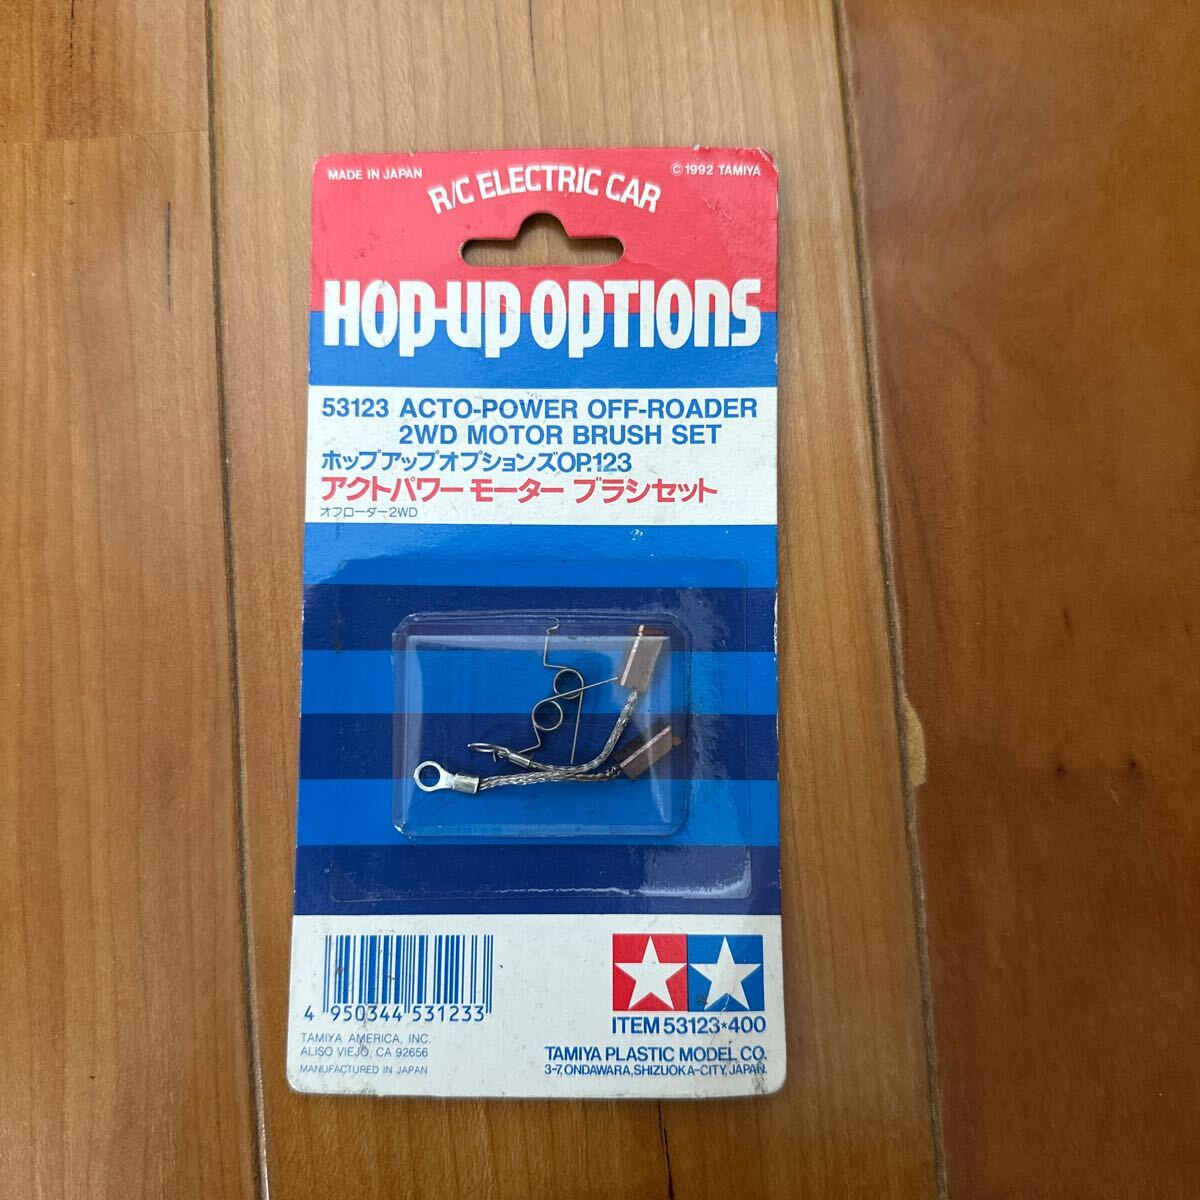 MADE IN JAPAN
© 1992 TAMIYA
R/C ELECTRIC CAR
HOP-UP OPTIONS
53123 ACTO-POWER OFF-ROADER
2WD MOTOR BRUSH SET
ホップアップオプションズOP.123
アクトパワー モーター ブラシセット
オフローダー2WD
4 950344 531233
TAMIYA AMERICA, INC.
ALISO VIEJO, CA 92656
MANUFACTURED IN JAPAN
ITEM 53123★400
TAMIYA PLASTIC MODEL CO.
3-7, ONDAWARA, SHIZUOKA-CITY, JAPAN.